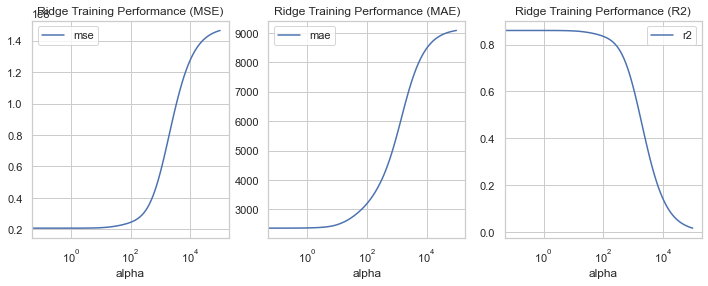 Ridge Training Performance (MSE)
1e8
mse
1.4
1.2
1.0
0.8
0.6
0.4
0.2
10^0
10^2
10^4
alpha
Ridge Training Performance (MAE)
mae
9000
8000
7000
6000
5000
4000
3000
10^0
10^2
10^4
alpha
Ridge Training Performance (R2)
r2
0.8
0.6
0.4
0.2
0.0
10^0
10^2
10^4
alpha